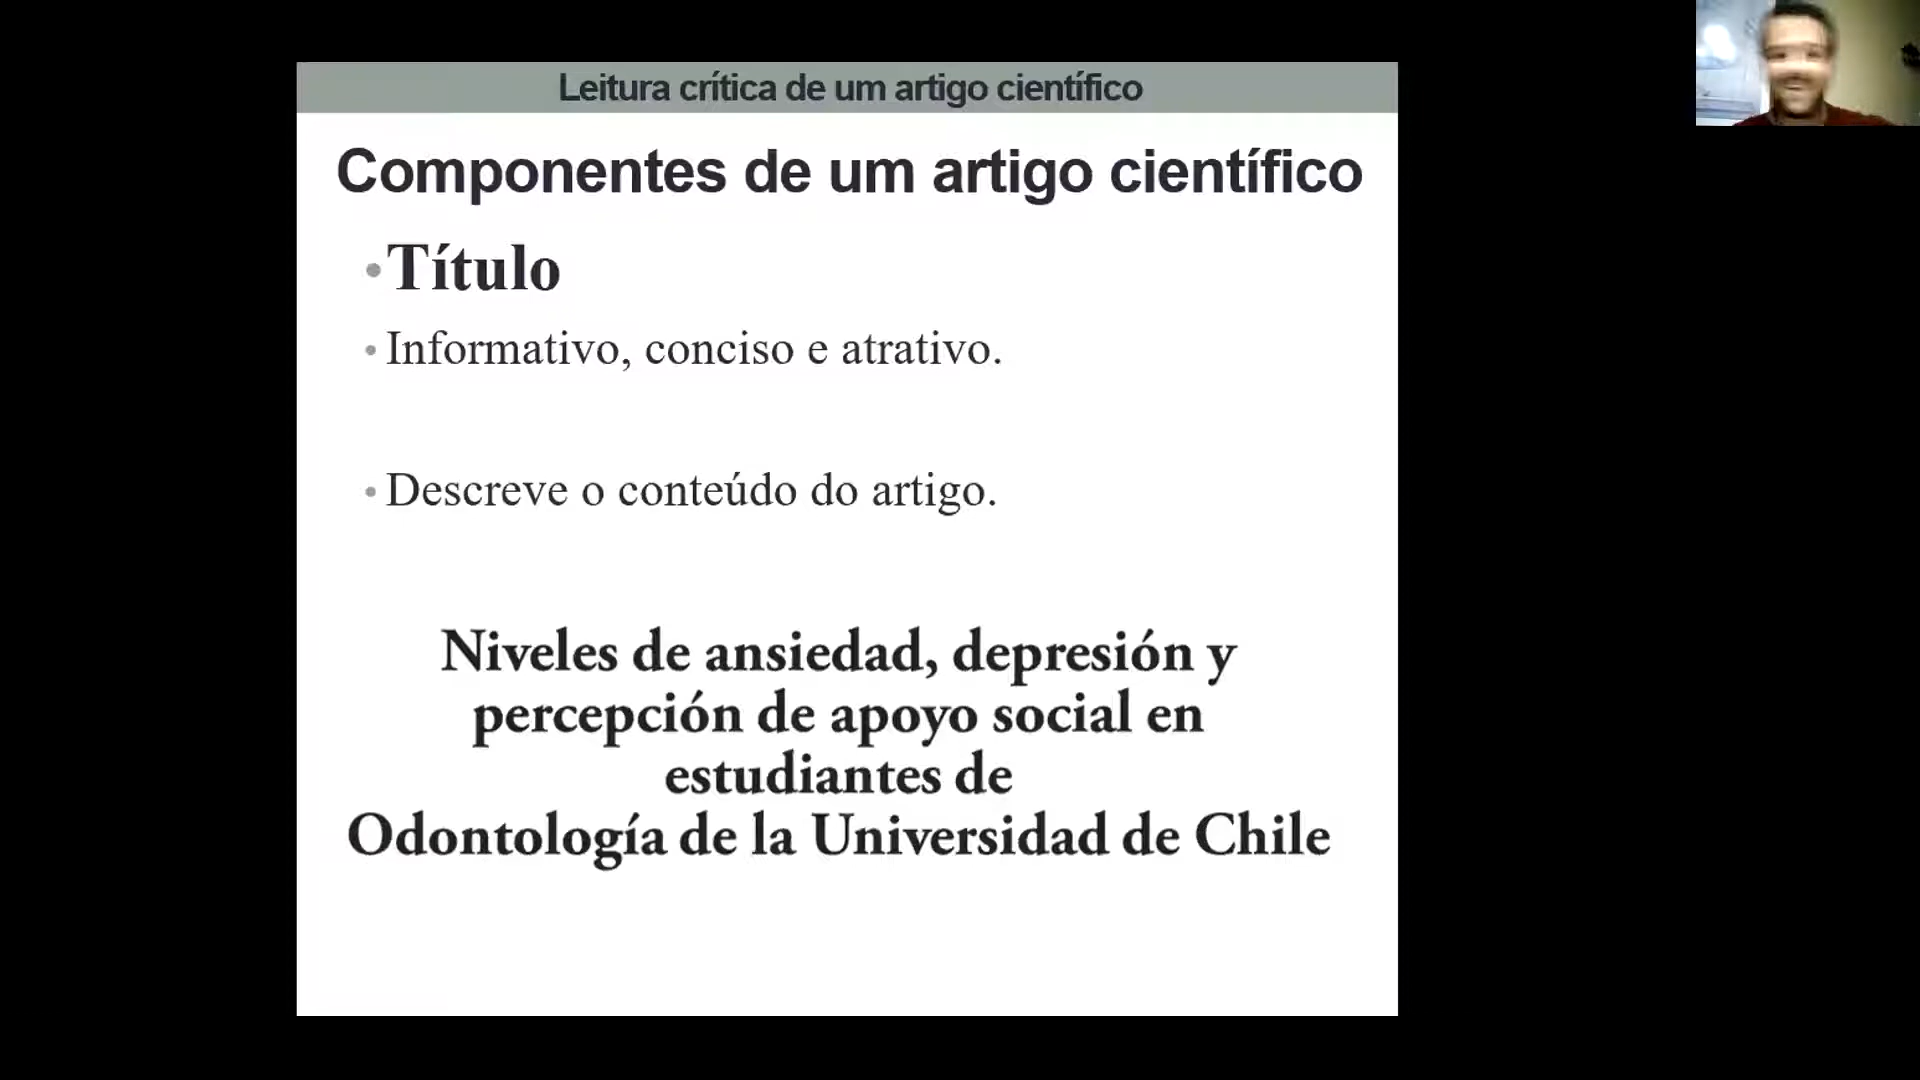 Leitura crítica de um artigo científico
Componentes de um artigo científico
•Título
•Informativo, conciso e atrativo.
•Descreve o conteúdo do artigo.
Niveles de ansiedad, depresión y
percepción de apoyo social en
estudiantes de
Odontología de la Universidad de Chile